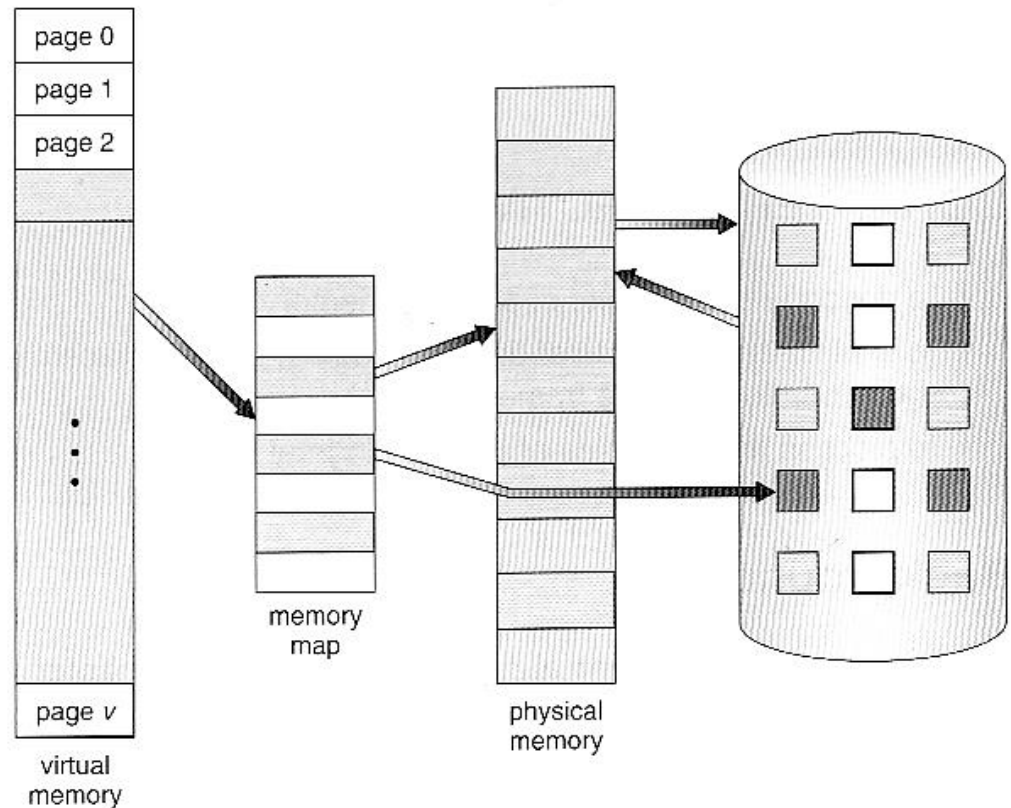 page 0
page 1
page 2
page v
virtual
memory
memory
map
physical
memory